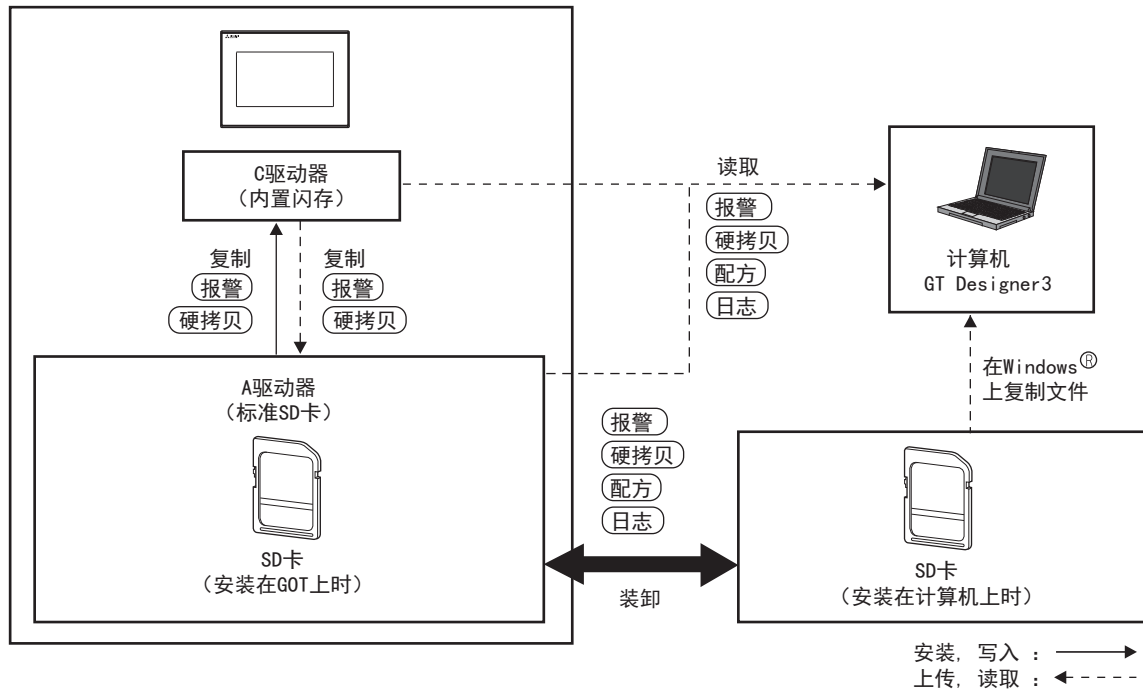 C驱动器
（内置闪存）
复制
报警
硬拷贝
复制
报警
硬拷贝
A驱动器
（标准SD卡）
SD卡
（安装在GOT上时）
读取
报警
硬拷贝
配方
日志
报警
硬拷贝
配方
日志
装卸
计算机
GT Designer3
在Windows®
上复制文件
SD卡
（安装在计算机上时）
安装, 写入 :
上传, 读取 :